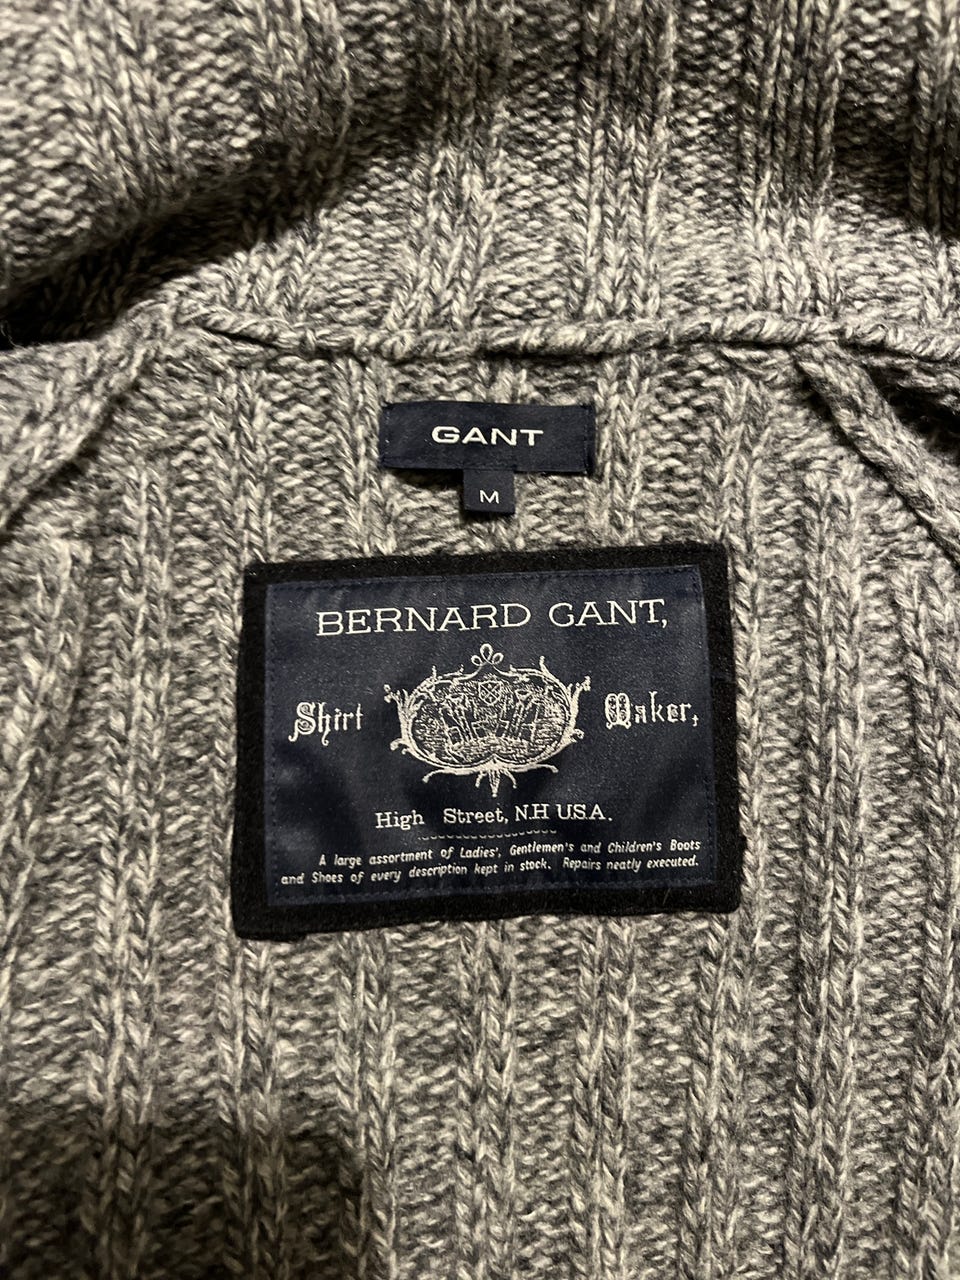 GANT
M
BERNARD GANT,
Shirt Maker,
High Street, N.H U.S.A.
A large assortment of Ladies', Gentlemen's and Children's Boots
and Shoes of every description kept in stock. Repairs neatly executed.